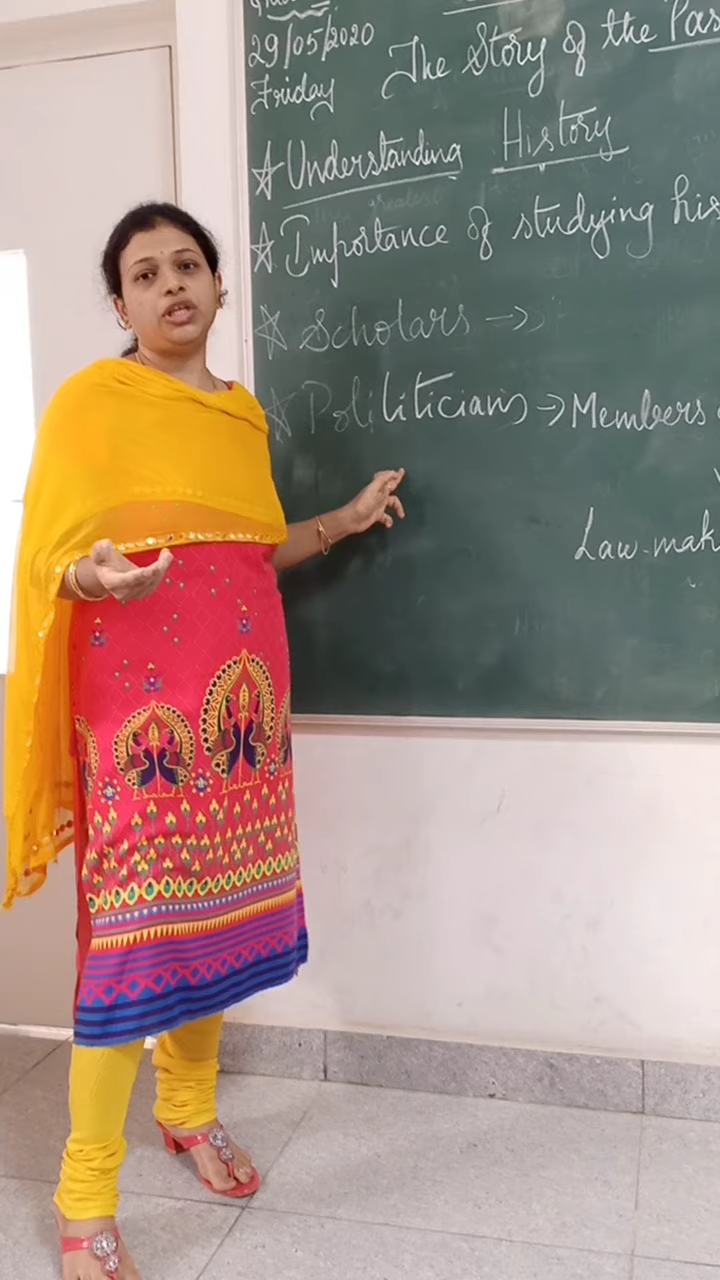 29/05/2020
Friday
The Story of the Pas
☆ Understanding History
☆ Importance of studying his
☆ Scholars →
☆ Polititicians → Members
Law-mak